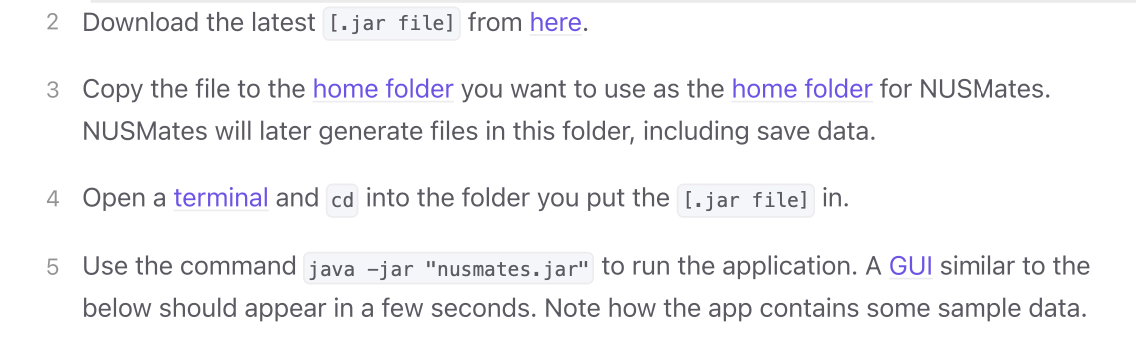 2 Download the latest [.jar file] from here.
3 Copy the file to the home folder you want to use as the home folder for NUSMates.
NUSMates will later generate files in this folder, including save data.
4 Open a terminal and cd into the folder you put the [.jar file] in.
5 Use the command java -jar "nusmates.jar" to run the application. A GUI similar to the
below should appear in a few seconds. Note how the app contains some sample data.